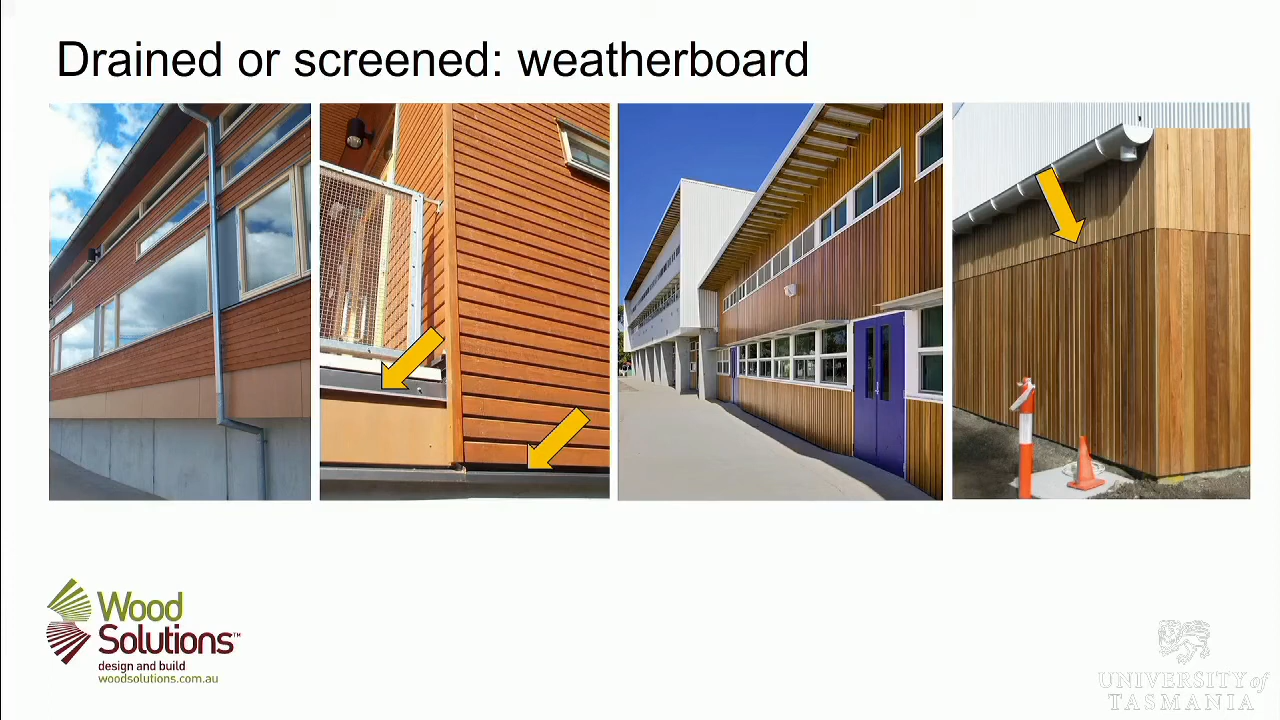 Drained or screened: weatherboard
Wood
Solutions™
design and build
woodsolutions.com.au
UNIVERSITY of
TASMANIA